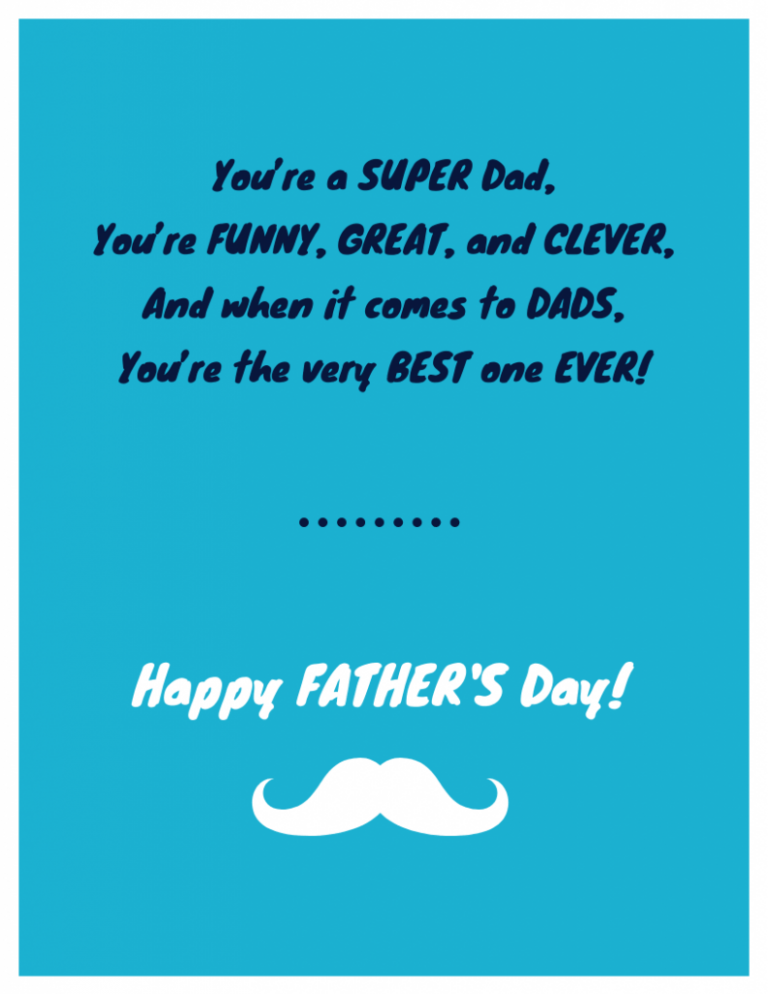 You're a SUPER Dad,
You're FUNNY, GREAT, and CLEVER,
And when it comes to DADS,
You're the very BEST one EVER!
.........
Happy FATHER'S Day!